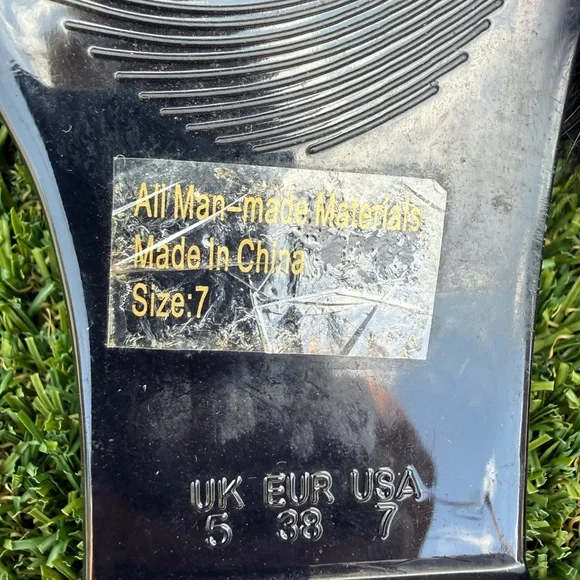 All Man-made Materials
Made In China
Size:7
UK EUR USA
5 38 7